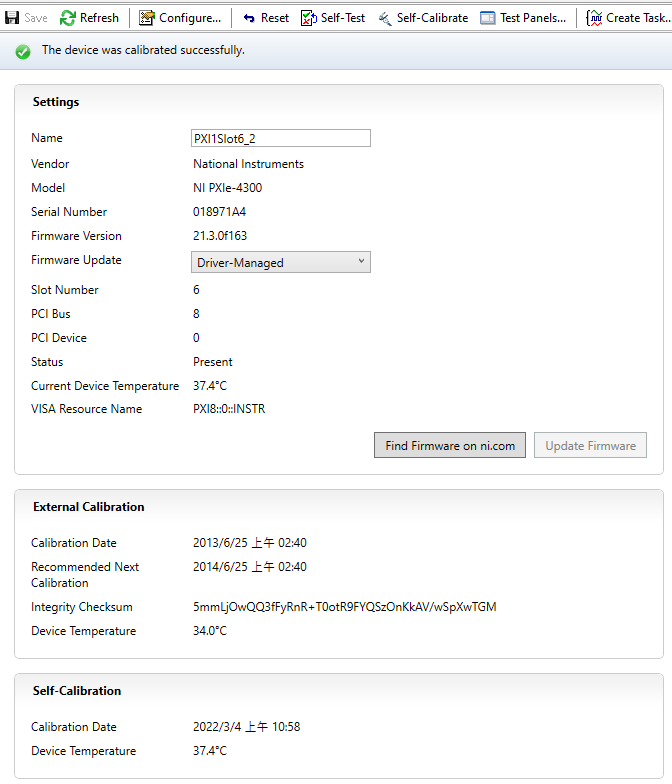 Save Refresh Configure... Reset Self-Test Self-Calibrate Test Panels... Create Task...
The device was calibrated successfully.
Settings
Name PXI1Slot6_2
Vendor National Instruments
Model NI PXIe-4300
Serial Number 018971A4
Firmware Version 21.3.0f163
Firmware Update Driver-Managed
Slot Number 6
PCI Bus 8
PCI Device 0
Status Present
Current Device Temperature 37.4°C
VISA Resource Name PXI8::0::INSTR
Find Firmware on ni.com Update Firmware
External Calibration
Calibration Date 2013/6/25 上午 02:40
Recommended Next 2014/6/25 上午 02:40
Calibration
Integrity Checksum 5mmLjOwQQ3fFyRnR+T0otR9FYQSzOnKkAV/wSpXwTGM
Device Temperature 34.0°C
Self-Calibration
Calibration Date 2022/3/4 上午 10:58
Device Temperature 37.4°C